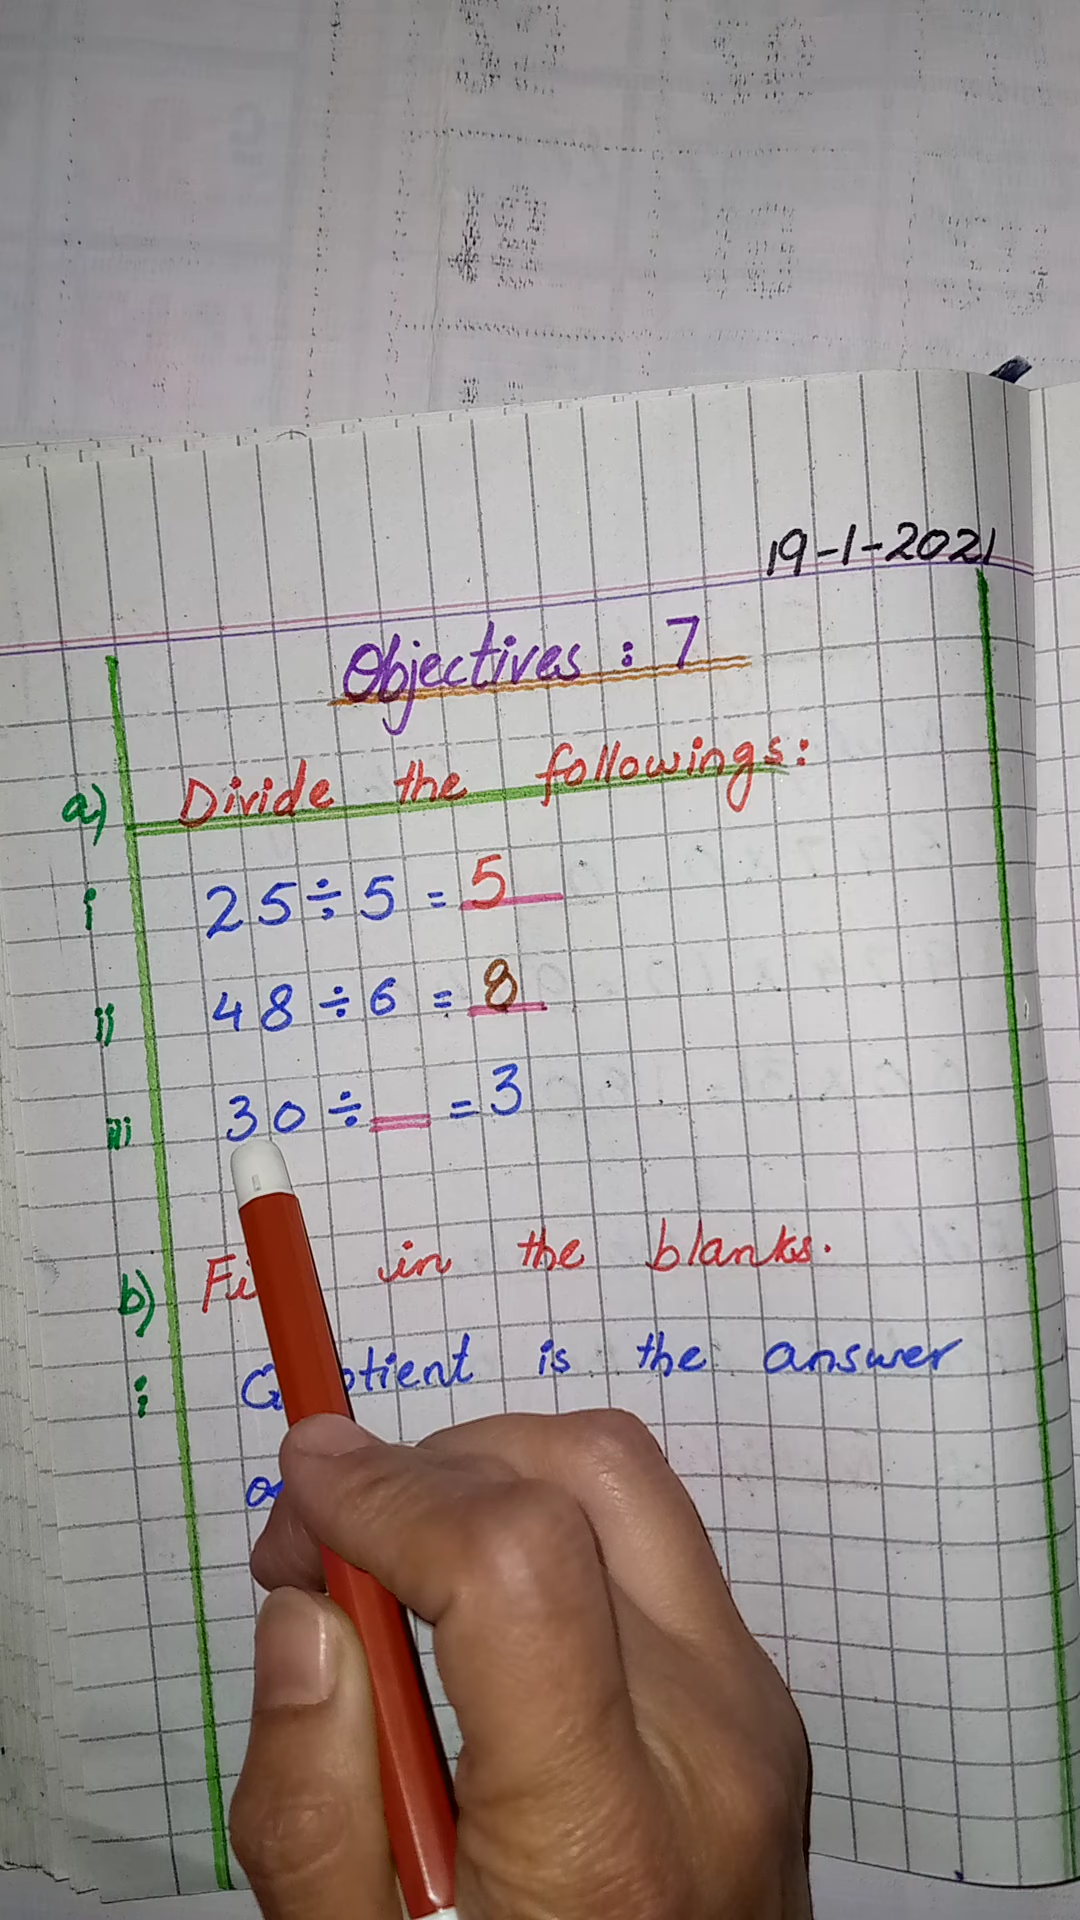 19-1-2021
Objectives : 7
a) Divide the followings:
i 25 ÷ 5 = 5
ii 48 ÷ 6 = 8
iii 30 ÷ __ = 3
b) in the blanks.
i is the answer